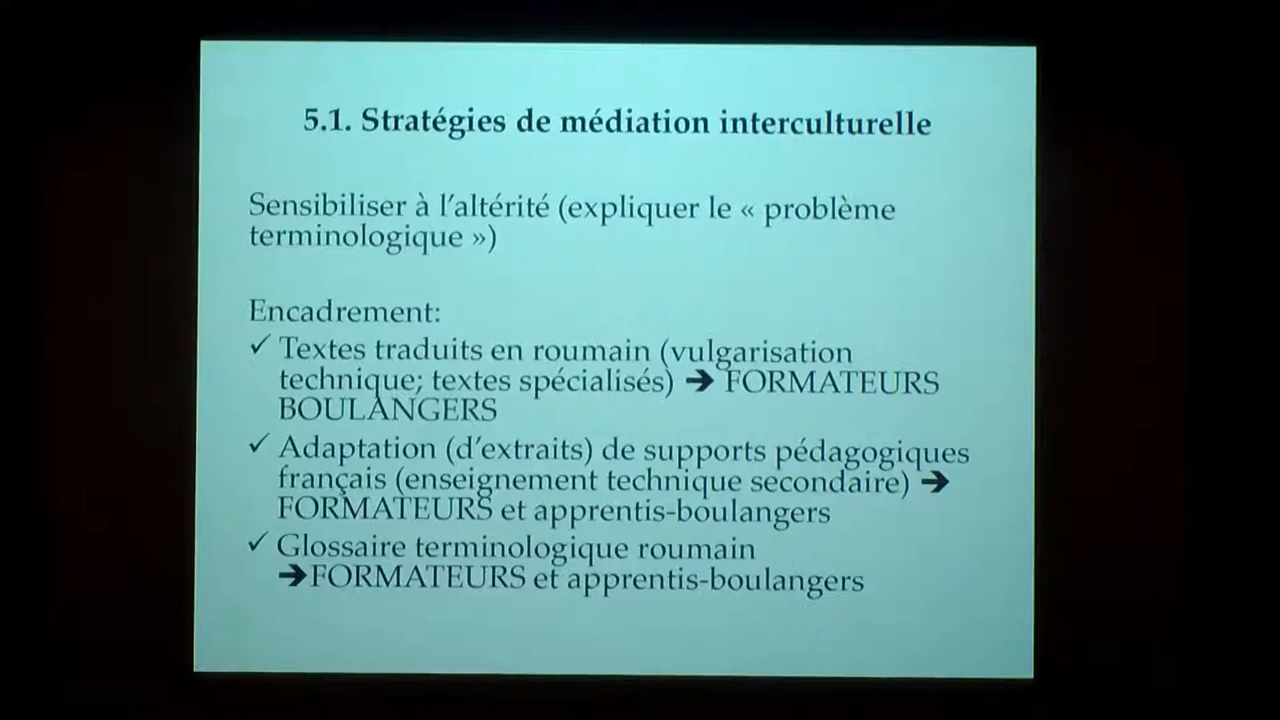 5.1. Stratégies de médiation interculturelle
Sensibiliser à l'altérité (expliquer le « problème
terminologique »)
Encadrement:
✓ Textes traduits en roumain (vulgarisation
technique; textes spécialisés) ➔ FORMATEURS
BOULANGERS
✓ Adaptation (d'extraits) de supports pédagogiques
français (enseignement technique secondaire) ➔
FORMATEURS et apprentis-boulangers
✓ Glossaire terminologique roumain
➔FORMATEURS et apprentis-boulangers